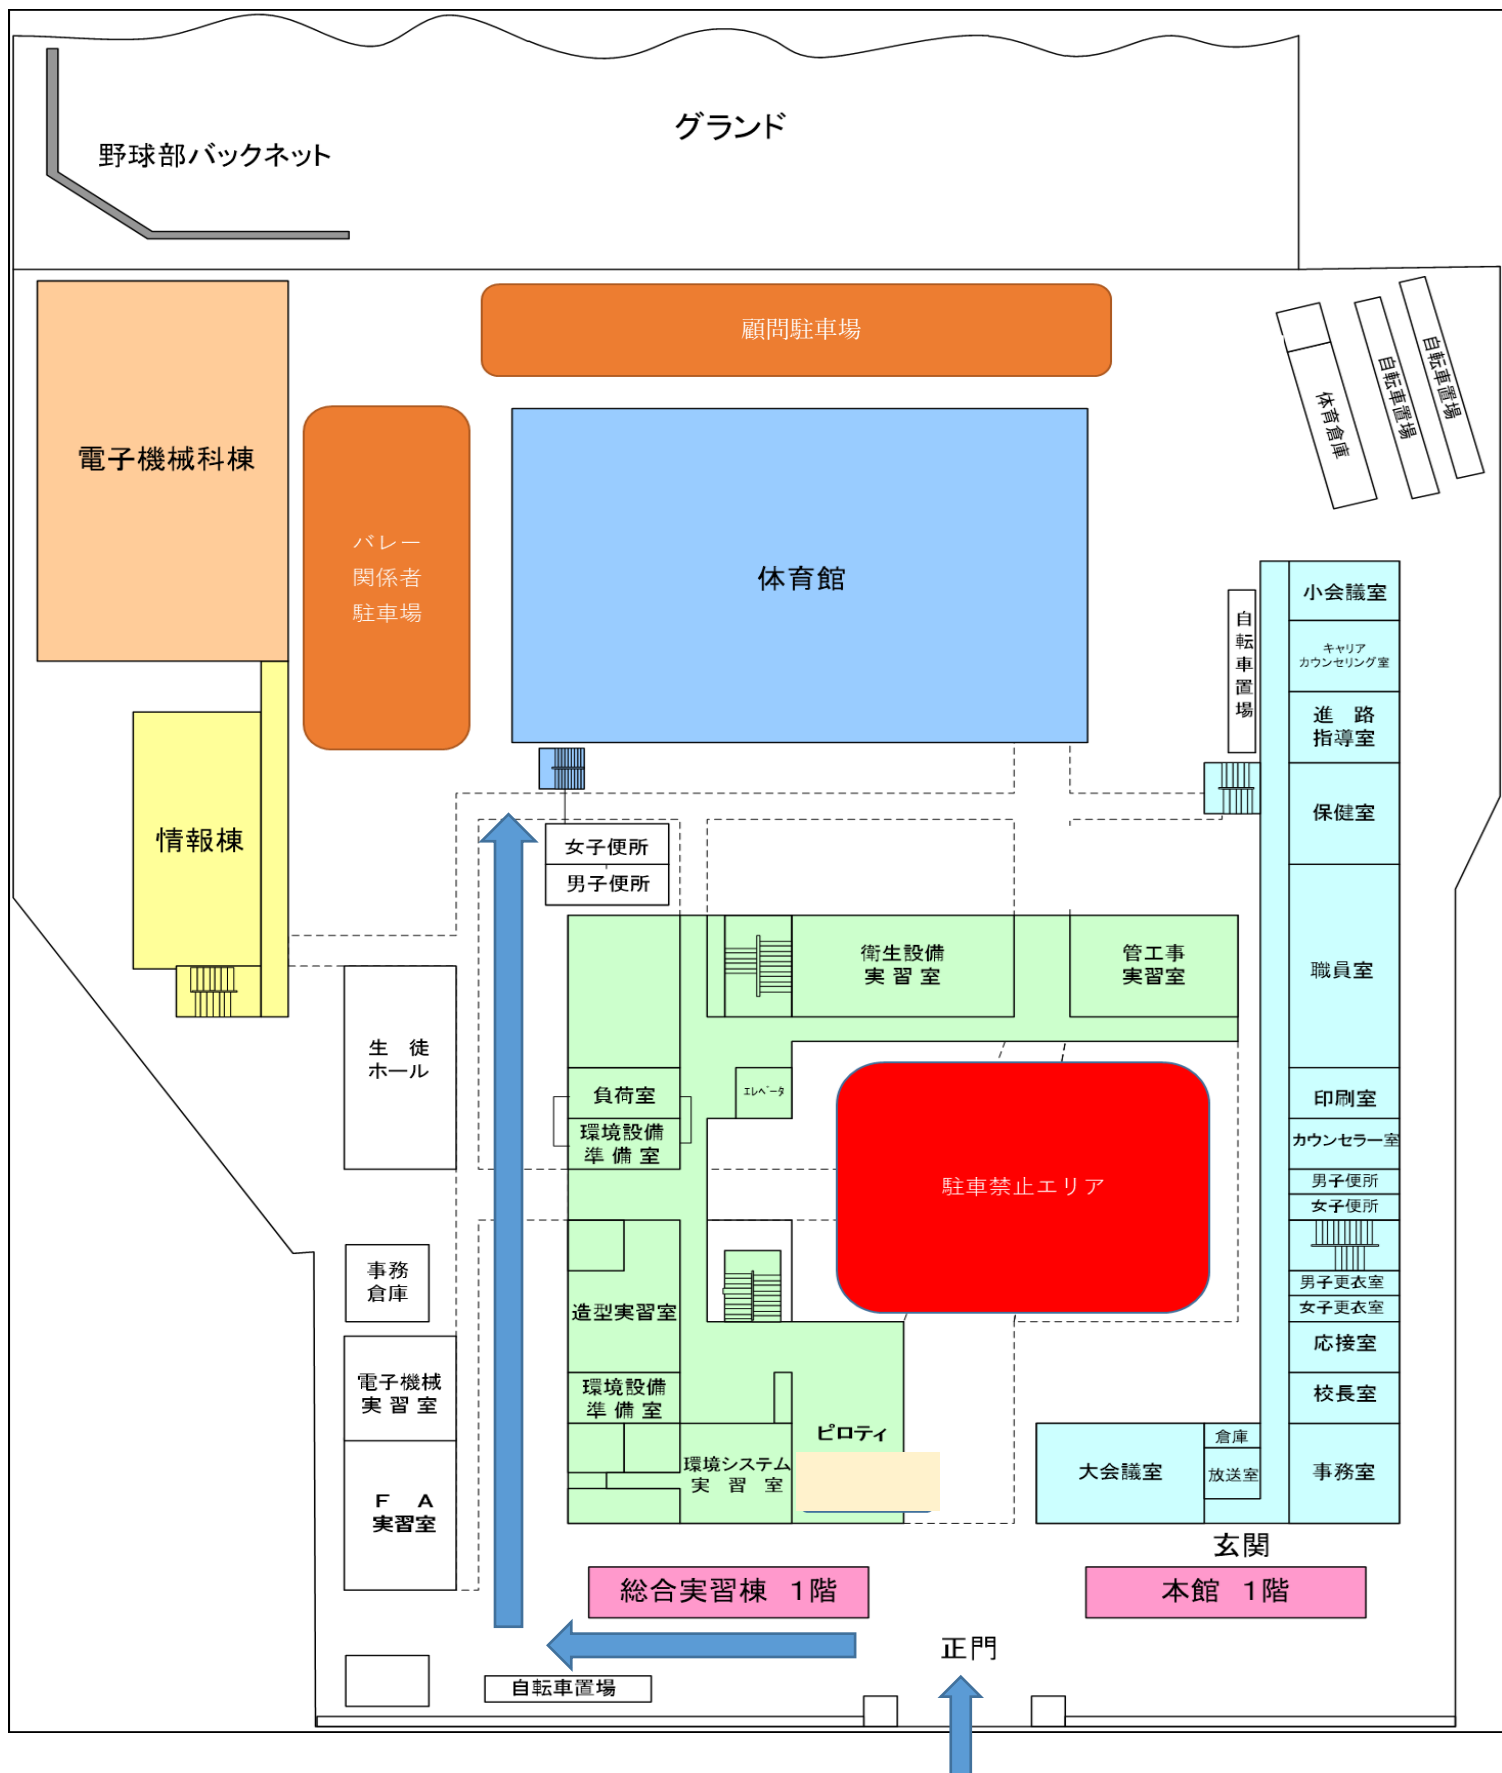 グランド
野球部バックネット
顧問駐車場
自転車置場
自転車置場
体育倉庫
電子機械科棟
バレー
関係者
駐車場
体育館
自転車置場
小会議室
キャリア
カウンセリング室
進　路
指導室
保健室
情報棟
女子便所
男子便所
衛生設備
実 習 室
管工事
実習室
職員室
生　徒
ホール
負荷室
エレベータ
印刷室
環境設備
準 備 室
カウンセラー室
駐車禁止エリア
男子便所
女子便所
事務
倉庫
男子更衣室
女子更衣室
造型実習室
応接室
電子機械
実 習 室
環境設備
準 備 室
校長室
ピロティ
倉庫
環境システム
実　習　室
大会議室
放送室
事務室
Ｆ　Ａ
実習室
玄関
総合実習棟　1階
本館　1階
正門
自転車置場